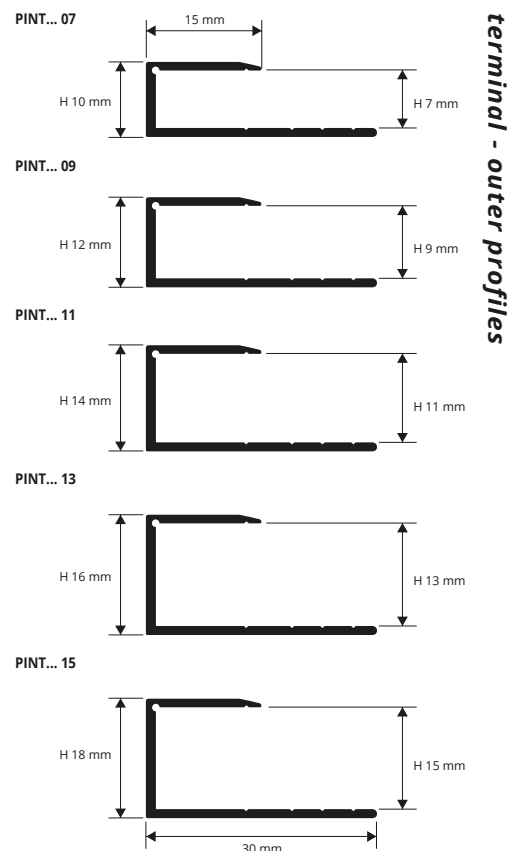 PINT... 07
15 mm
H 10 mm
H 7 mm
PINT... 09
H 12 mm
H 9 mm
PINT... 11
H 14 mm
H 11 mm
PINT... 13
H 16 mm
H 13 mm
PINT... 15
H 18 mm
H 15 mm
30 mm
terminal - outer profiles